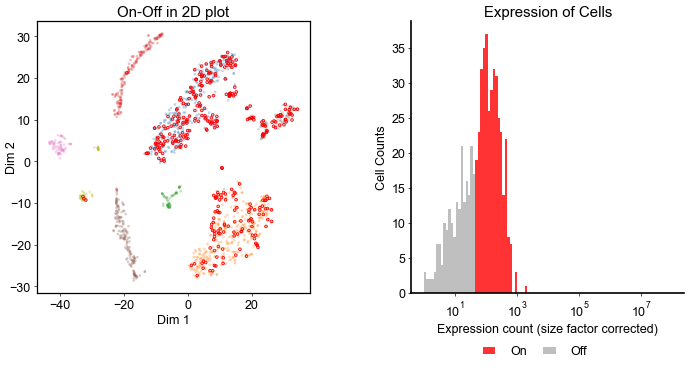 On-Off in 2D plot
30
20
10
0
−10
−20
−30
Dim 2
−40
−20
0
20
Dim 1
Expression of Cells
35
30
25
20
15
10
5
0
Cell Counts
10^1
10^3
10^5
10^7
Expression count (size factor corrected)
On
Off